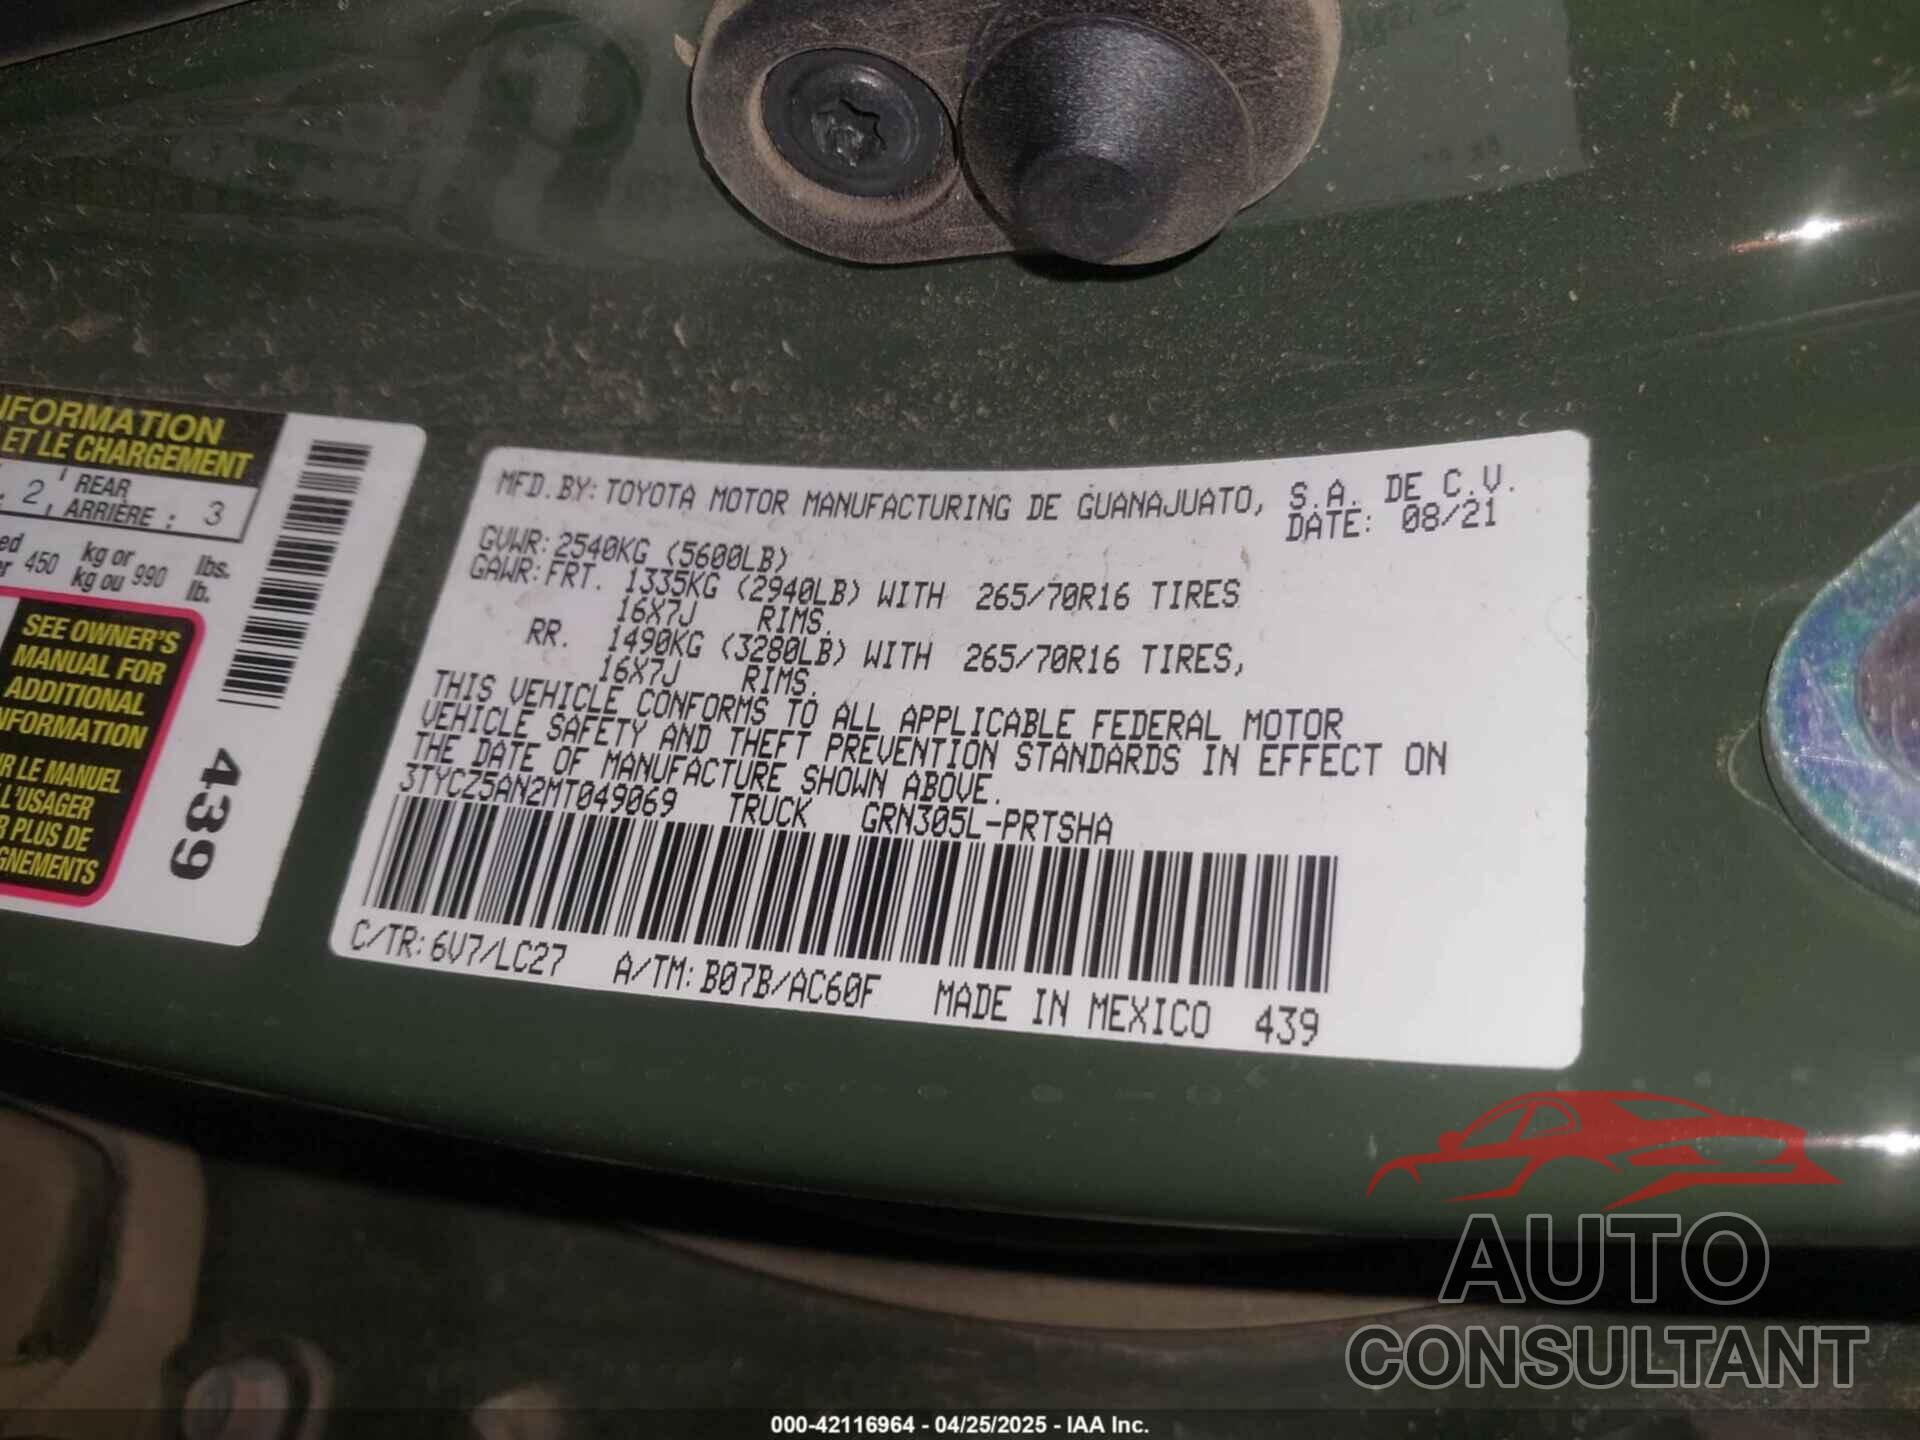 NFORMATION
ET LE CHARGEMENT
2 REAR
ARRIÈRE : 3
450 kg or lbs.
kg ou 990 lb.
SEE OWNER'S
MANUAL FOR
ADDITIONAL
NFORMATION
R LE MANUEL
L'USAGER
R PLUS DE
GNEMENTS
439
MFD. BY: TOYOTA MOTOR MANUFACTURING DE GUANAJUATO, S.A. DE C.V.
DATE: 08/21
GVWR: 2540KG (5600LB)
GAWR: FRT. 1335KG (2940LB) WITH 265/70R16 TIRES
16X7J RIMS.
RR. 1490KG (3280LB) WITH 265/70R16 TIRES,
16X7J RIMS.
THIS VEHICLE CONFORMS TO ALL APPLICABLE FEDERAL MOTOR
VEHICLE SAFETY AND THEFT PREVENTION STANDARDS IN EFFECT ON
THE DATE OF MANUFACTURE SHOWN ABOVE.
3TYCZ5AN2MT049069 TRUCK GRN305L-PRTSHA
C/TR: 6V7/LC27 A/TM: B07B/AC60F MADE IN MEXICO 439
AUTO
CONSULTANT
000-42116964 - 04/25/2025 - IAA Inc.